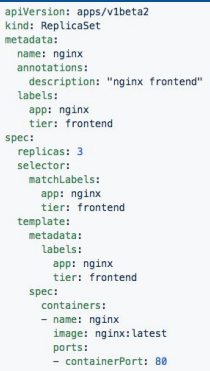 apiVersion: apps/v1beta2
kind: ReplicaSet
metadata:
  name: nginx
  annotations:
    description: "nginx frontend"
  labels:
    app: nginx
    tier: frontend
spec:
  replicas: 3
  selector:
    matchLabels:
      app: nginx
      tier: frontend
  template:
    metadata:
      labels:
        app: nginx
        tier: frontend
    spec:
      containers:
      - name: nginx
        image: nginx:latest
        ports:
        - containerPort: 80